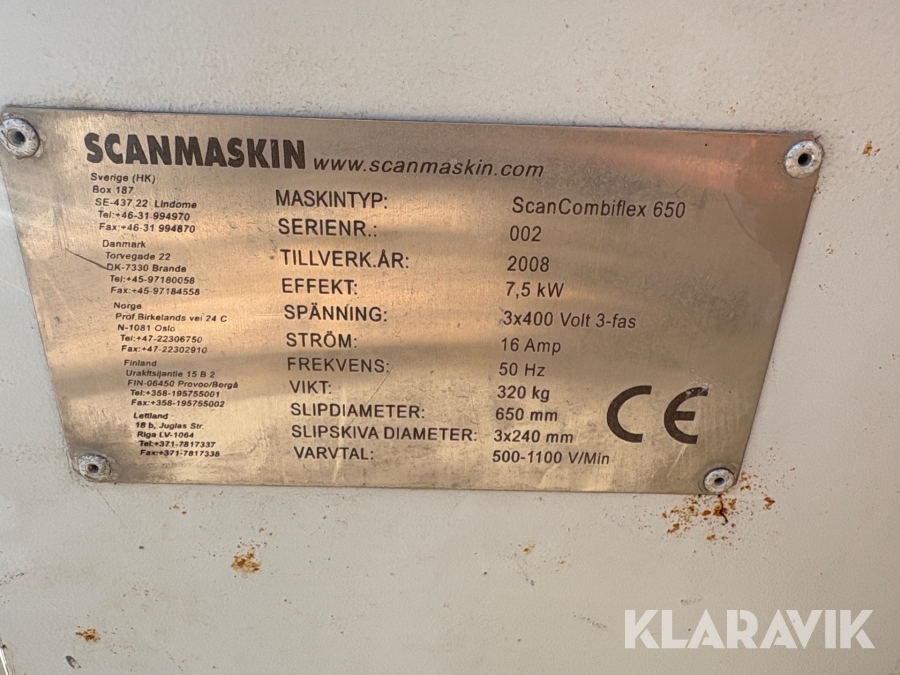 SCANMASKIN www.scanmaskin.com
Sverige (HK)
Box 187
SE-437 22 Lindome
Tel:+46-31 994970
Fax:+46-31 994870
Danmark
Torvegade 22
DK-7330 Brande
Tel:+45-97180058
Fax:+45-97184558
Norge
Prof.Birkelands vei 24 C
N-1081 Oslo
Tel:+47-22306750
Fax:+47-22302910
Finland
Urakitsijantie 15 B 2
FIN-06450 Provoo/Borgå
Tel:+358-195755001
Fax:+358-195755002
Lettland
18 b, Juglas Str.
Riga LV-1064
Tel:+371-7817337
Fax:+371-7817338
MASKINTYP: ScanCombiflex 650
SERIENR.: 002
TILLVERK.ÅR: 2008
EFFEKT: 7,5 kW
SPÄNNING: 3x400 Volt 3-fas
STRÖM: 16 Amp
FREKVENS: 50 Hz
VIKT: 320 kg
SLIPDIAMETER: 650 mm
SLIPSKIVA DIAMETER: 3x240 mm
VARVTAL: 500-1100 V/Min
CE
KLARAVIK